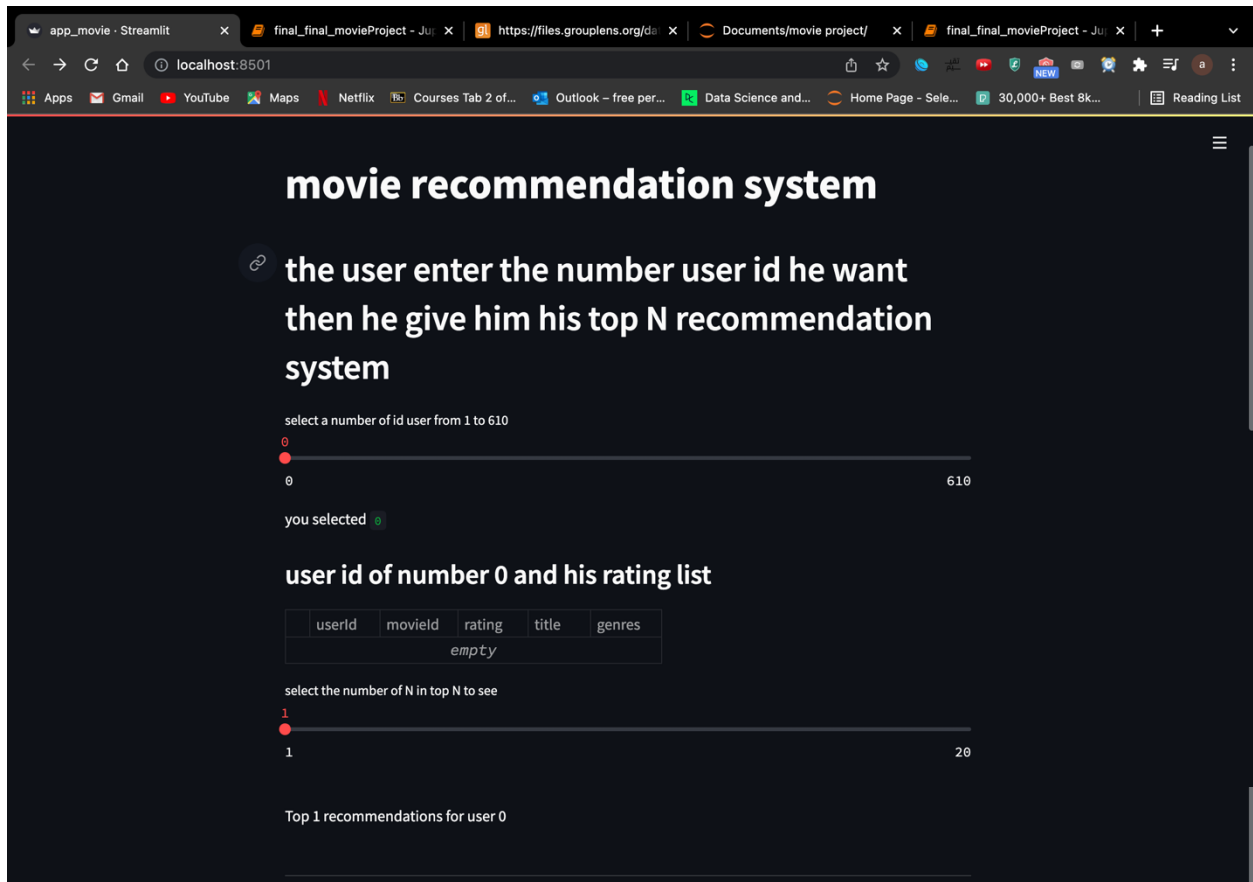 app_movie · Streamlit
final_final_movieProject - Ju
https://files.grouplens.org/da
Documents/movie project/
final_final_movieProject - Ju
localhost:8501
NEW
a
Apps
Gmail
YouTube
Maps
Netflix
Courses Tab 2 of...
Outlook – free per...
Data Science and...
Home Page - Sele...
30,000+ Best 8k...
Reading List
movie recommendation system
the user enter the number user id he want
then he give him his top N recommendation
system
select a number of id user from 1 to 610
0
0 610
you selected 0
user id of number 0 and his rating list
userId movieId rating title genres
empty
select the number of N in top N to see
1
1 20
Top 1 recommendations for user 0